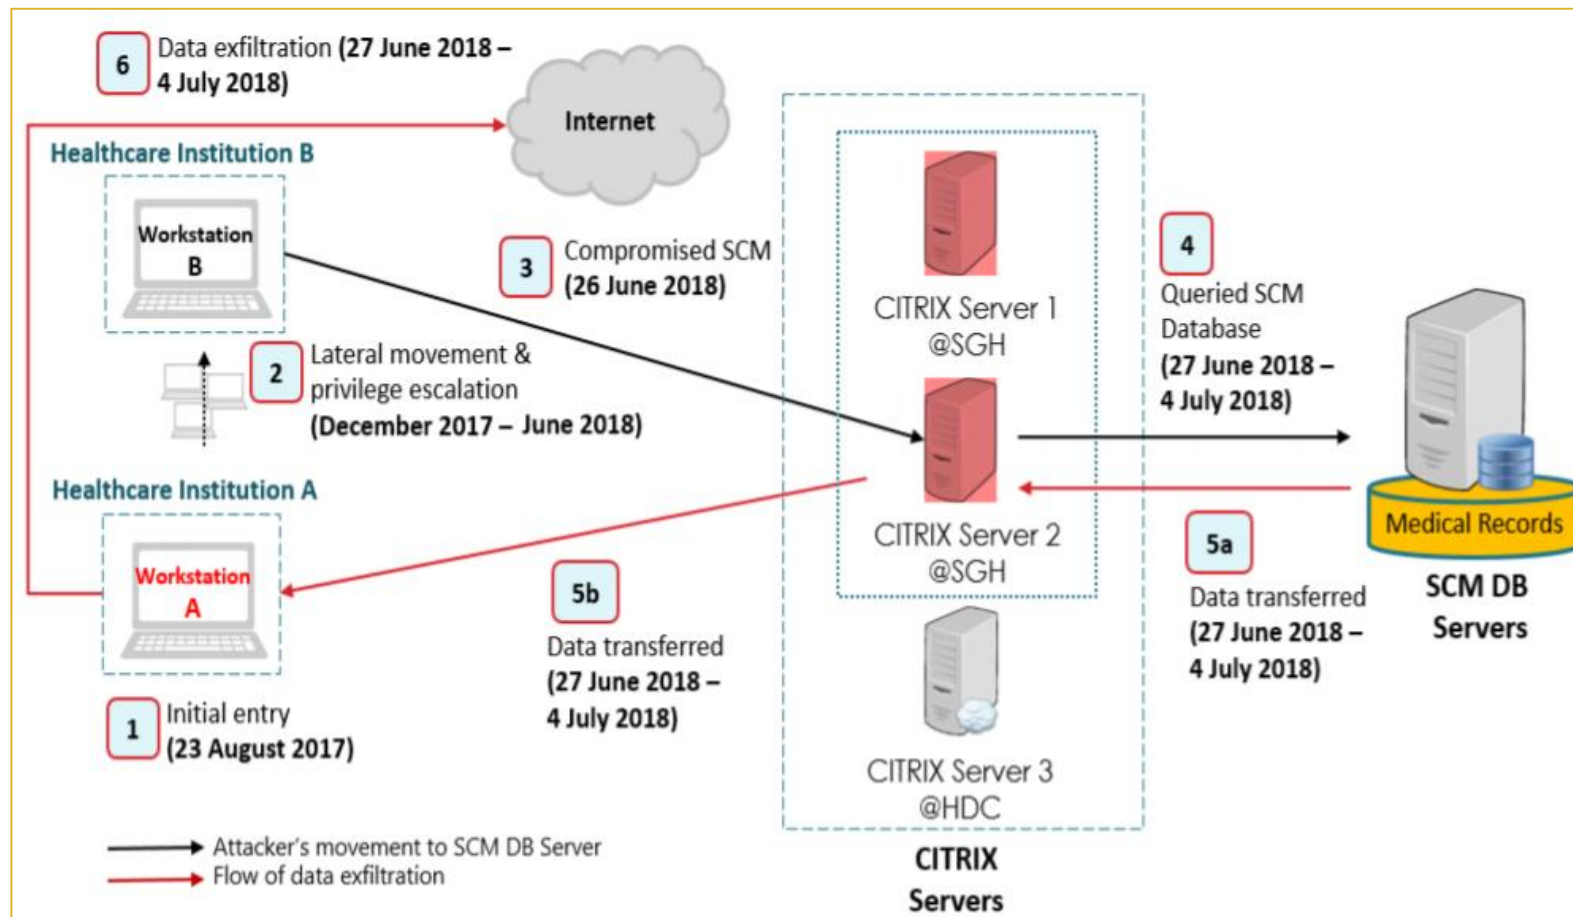 6
Data exfiltration (27 June 2018 –
4 July 2018)
Internet
Healthcare Institution B
Workstation
B
3
Compromised SCM
(26 June 2018)
2
Lateral movement &
privilege escalation
(December 2017 – June 2018)
Healthcare Institution A
Workstation
A
1
Initial entry
(23 August 2017)
5b
Data transferred
(27 June 2018 –
4 July 2018)
CITRIX Server 1
@SGH
CITRIX Server 2
@SGH
CITRIX Server 3
@HDC
CITRIX
Servers
4
Queried SCM
Database
(27 June 2018 –
4 July 2018)
5a
Data transferred
(27 June 2018 –
4 July 2018)
Medical Records
SCM DB
Servers
Attacker's movement to SCM DB Server
Flow of data exfiltration